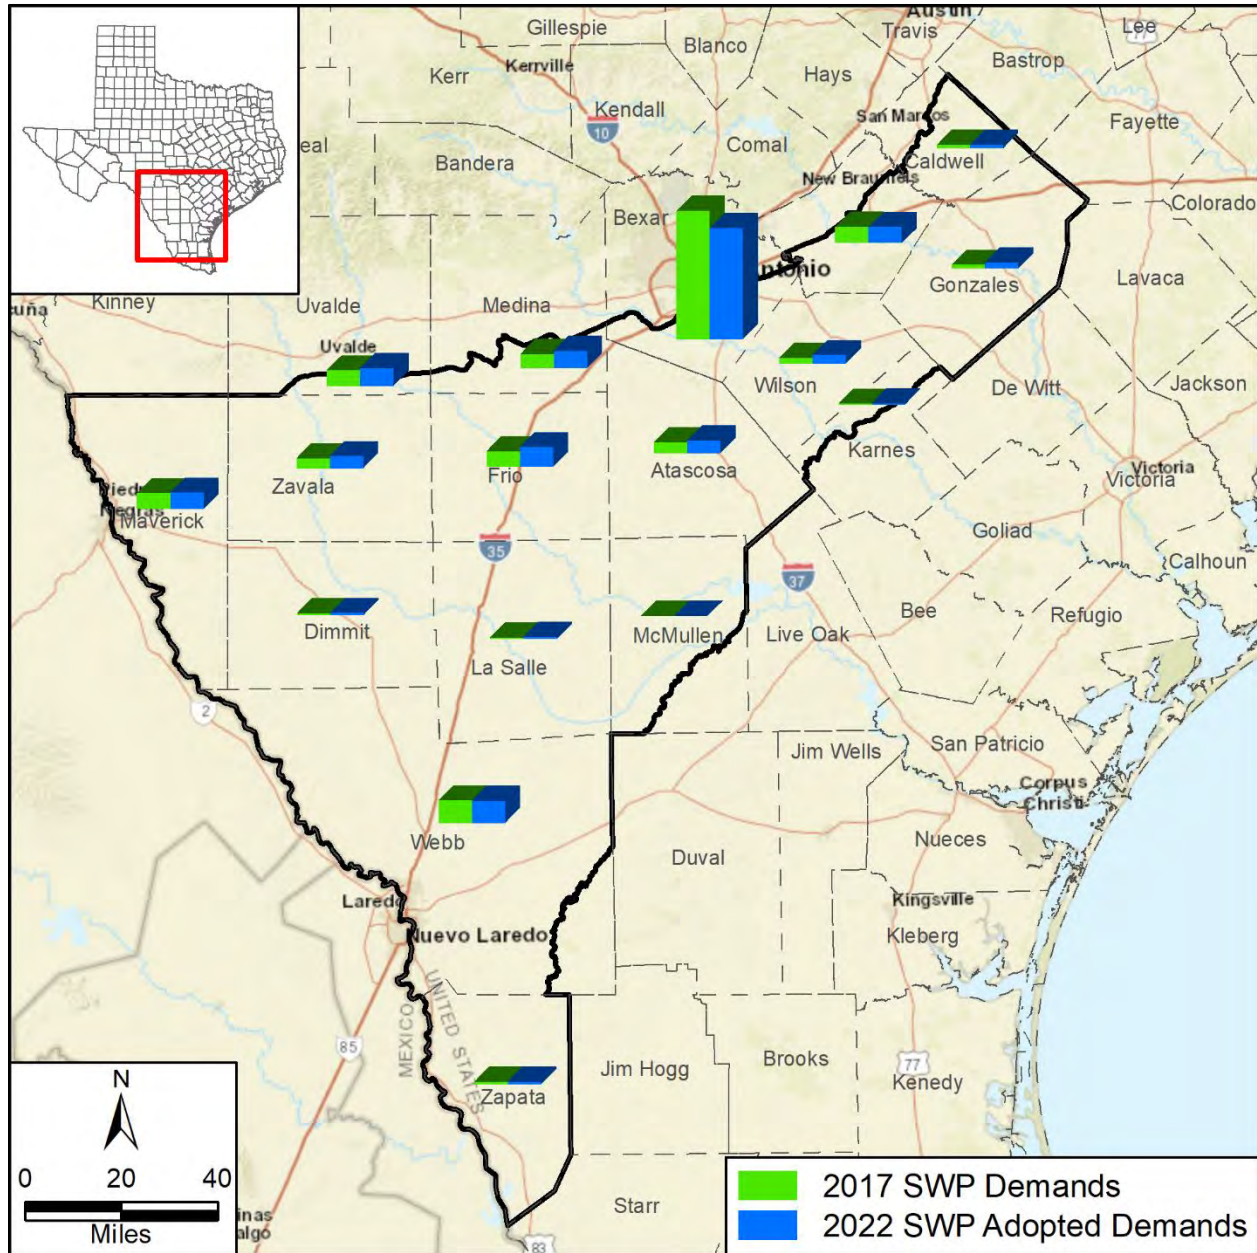 Austin
Gillespie
Travis
Lee
77
Blanco
Kerr
Kerrville
Bastrop
Hays
Kendall
San Marcos
Fayette
10
Comal
eal
Bandera
Caldwell
New Braunfels
Bexar
Colorado
ntonio
Gonzales
Lavaca
Kinney
Uvalde
Medina
cuña
Uvalde
Wilson
De Witt
Jackson
Karnes
Atascosa
Victoria
Victoria
Zavala
Frio
Maverick
Goliad
35
37
Calhoun
Bee
Refugio
Dimmit
McMullen
Live Oak
La Salle
2
San Patricio
Jim Wells
Corpus
Christi
Webb
Nueces
Duval
Laredo
Kingsville
Nuevo Laredo
Kleberg
UNITED STATES
MEXICO
85
Jim Hogg
Brooks
77
Kenedy
Zapata
N
0 20 40
Miles
inas
algo
Starr
83
2017 SWP Demands
2022 SWP Adopted Demands